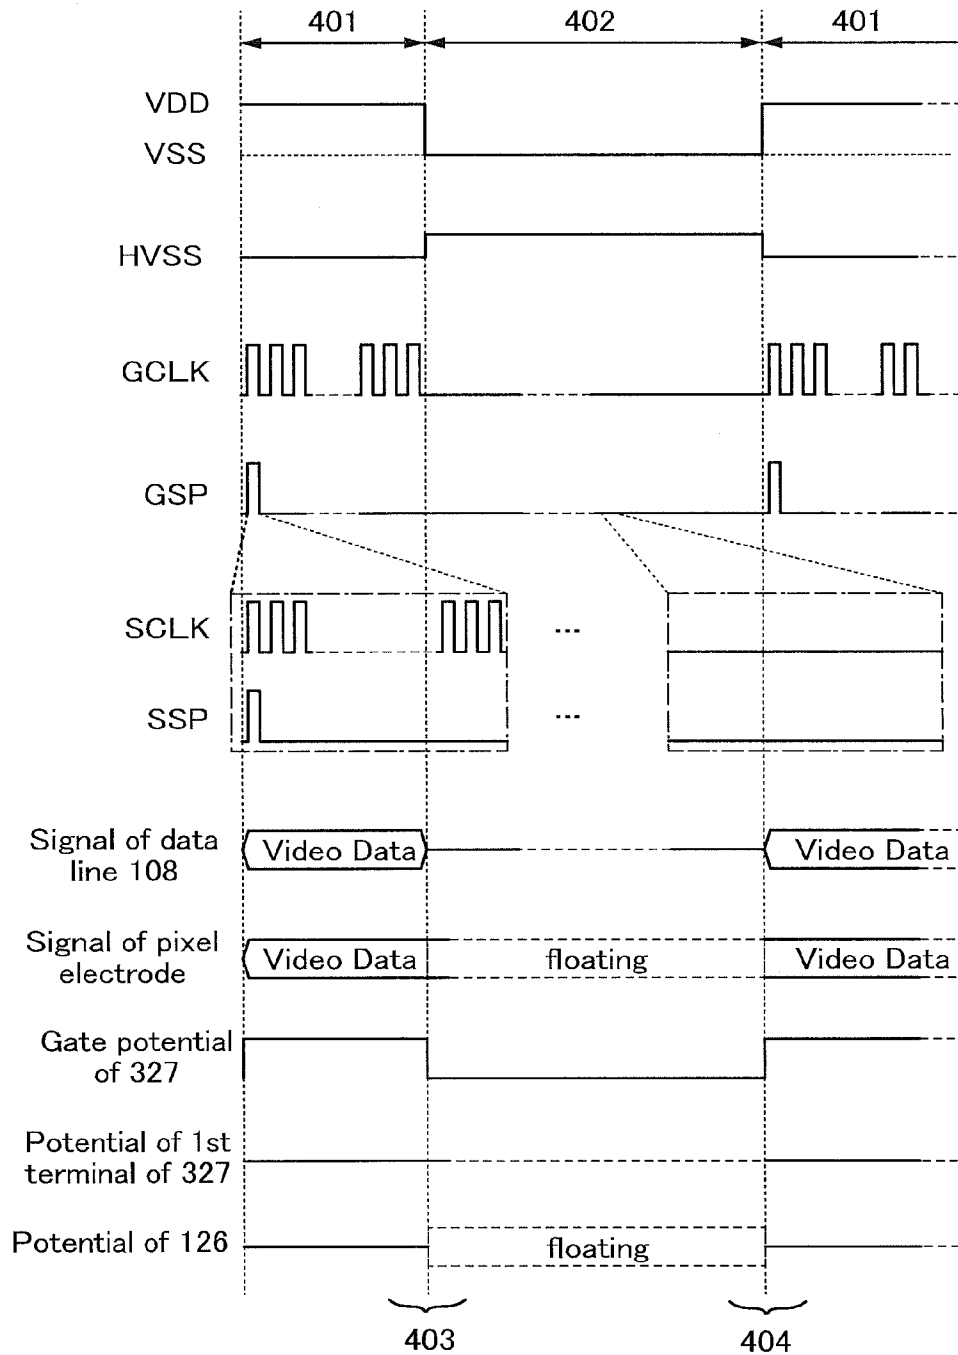 401 402 401
VDD
VSS
HVSS
GCLK
GSP
SCLK ...
SSP ...
Signal of data
line 108
Video Data Video Data
Signal of pixel
electrode
Video Data floating Video Data
Gate potential
of 327
Potential of 1st
terminal of 327
Potential of 126 floating
403 404